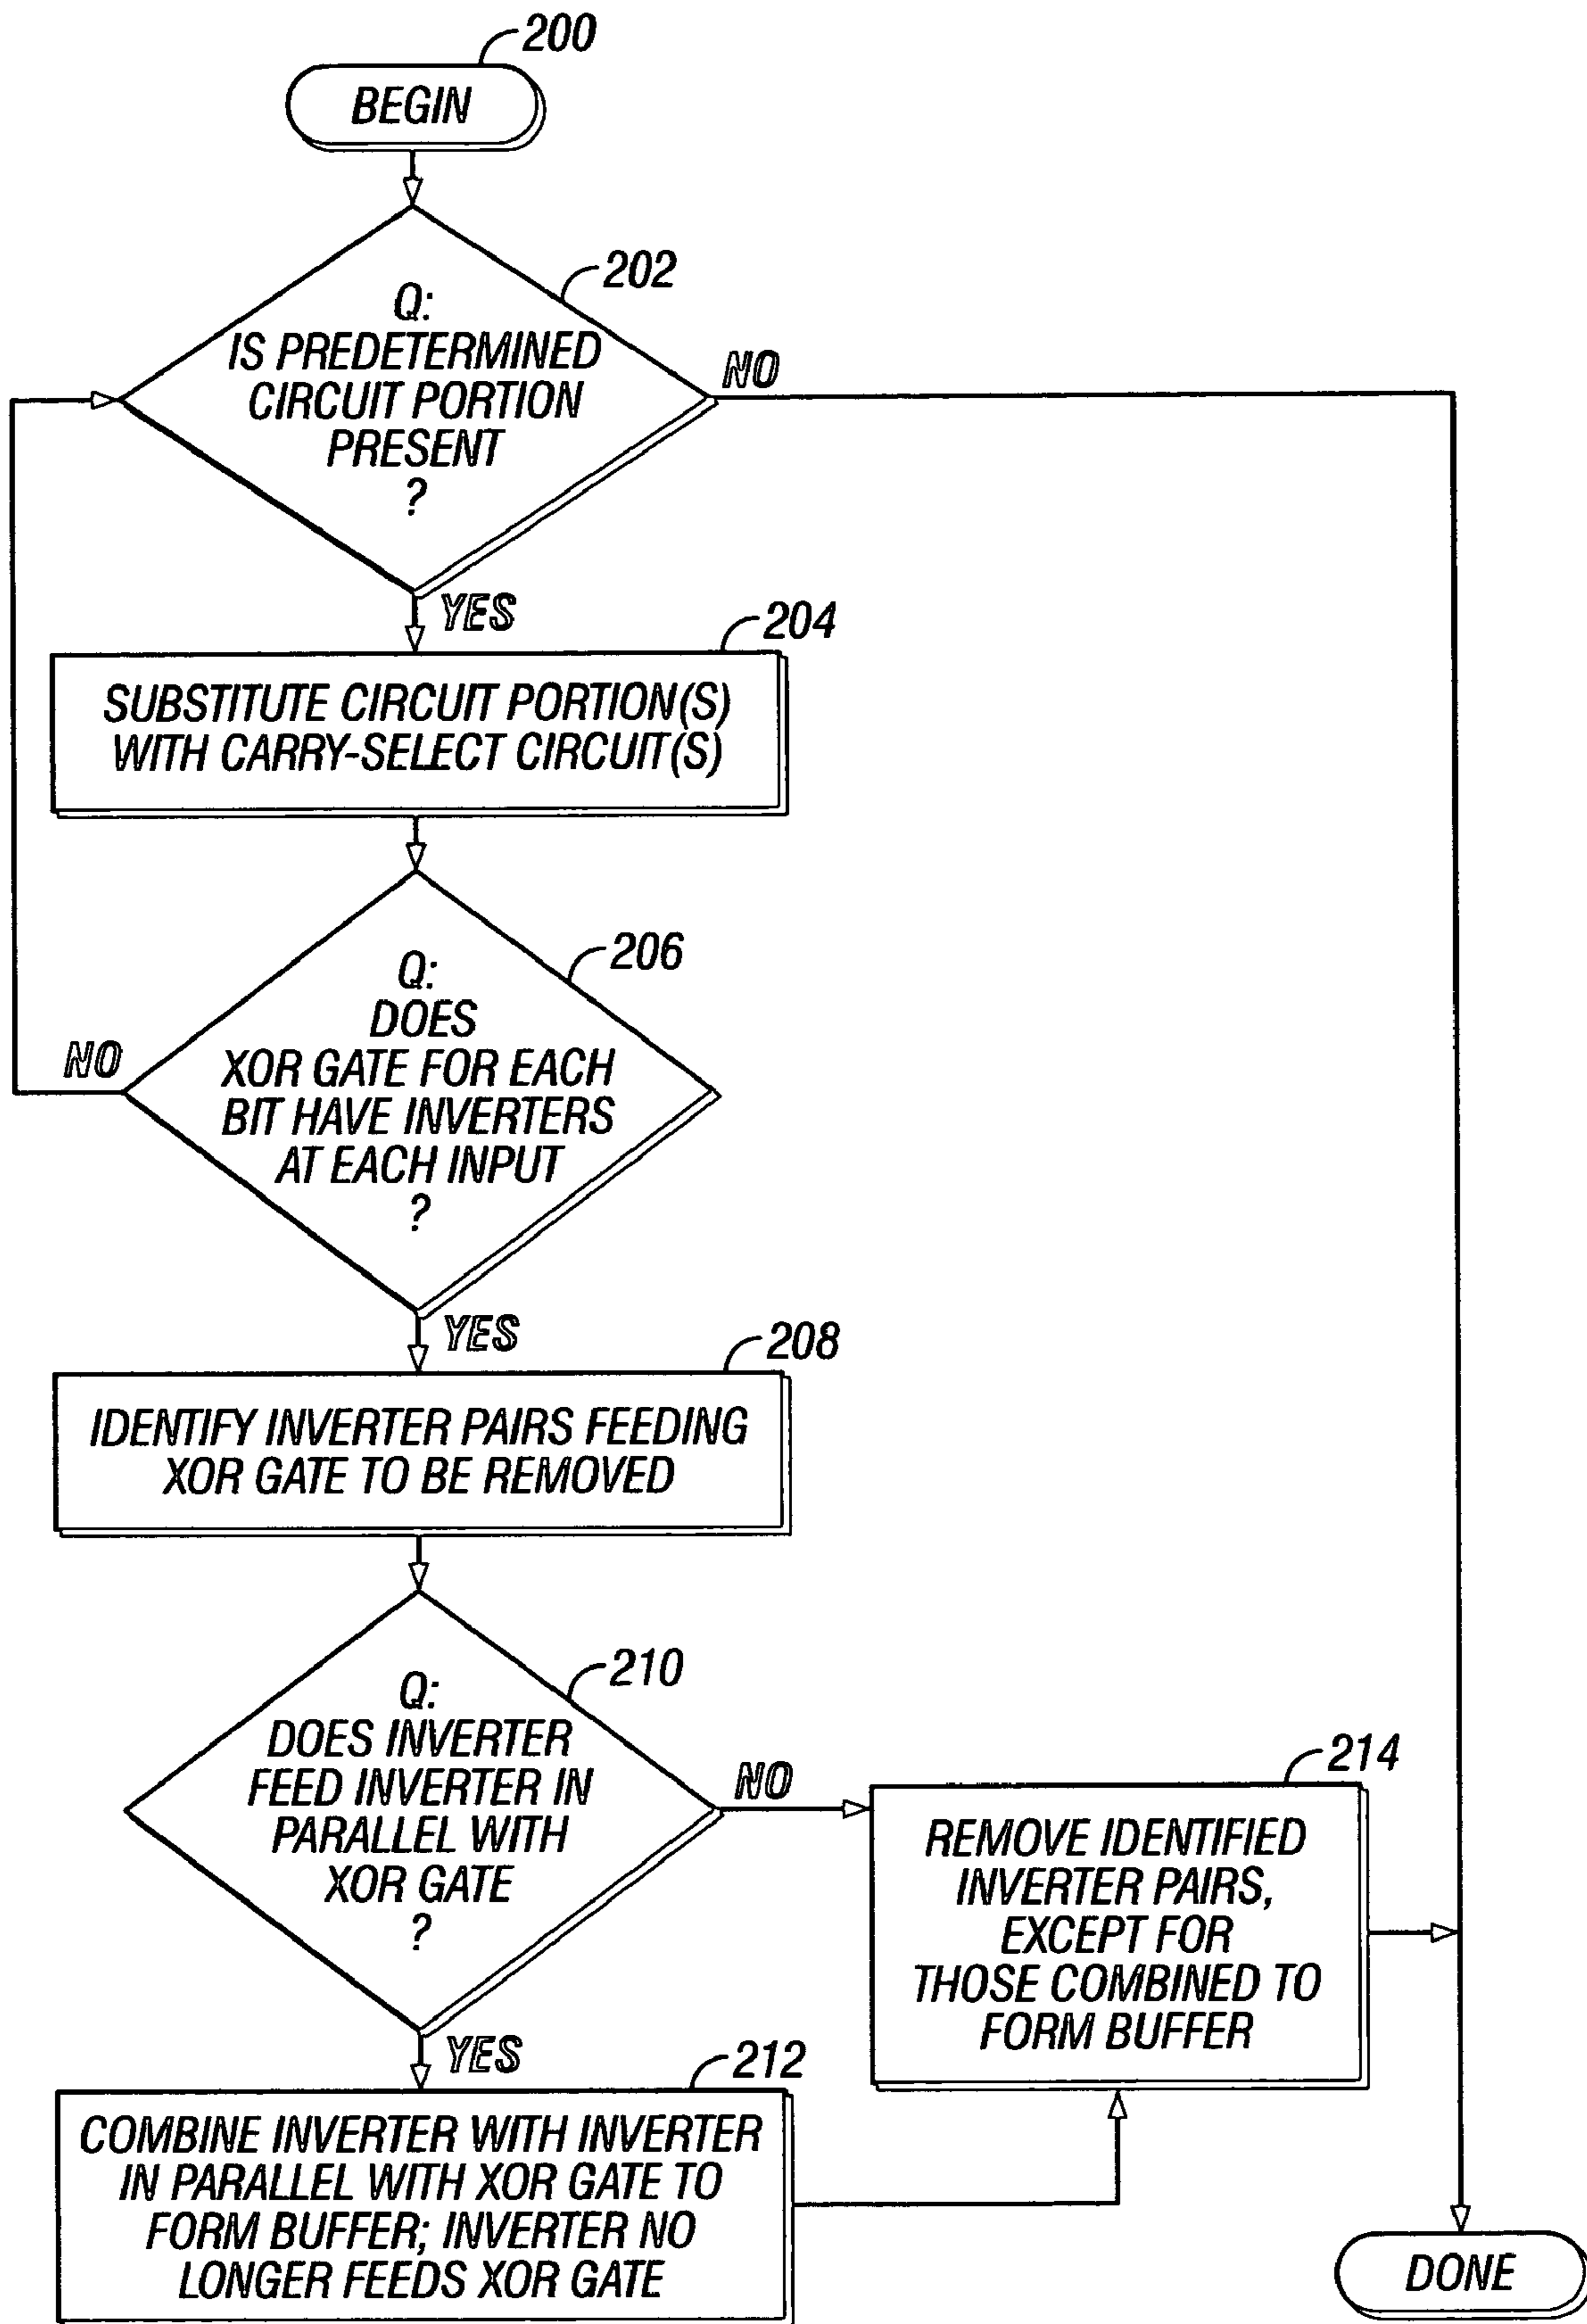 200
BEGIN
202
Q:
IS PREDETERMINED
CIRCUIT PORTION
PRESENT
?
NO
YES
204
SUBSTITUTE CIRCUIT PORTION(S)
WITH CARRY-SELECT CIRCUIT(S)
206
Q:
DOES
XOR GATE FOR EACH
BIT HAVE INVERTERS
AT EACH INPUT
?
NO
YES
208
IDENTIFY INVERTER PAIRS FEEDING
XOR GATE TO BE REMOVED
210
Q:
DOES INVERTER
FEED INVERTER IN
PARALLEL WITH
XOR GATE
?
NO
YES
214
REMOVE IDENTIFIED
INVERTER PAIRS,
EXCEPT FOR
THOSE COMBINED TO
FORM BUFFER
212
COMBINE INVERTER WITH INVERTER
IN PARALLEL WITH XOR GATE TO
FORM BUFFER; INVERTER NO
LONGER FEEDS XOR GATE
DONE